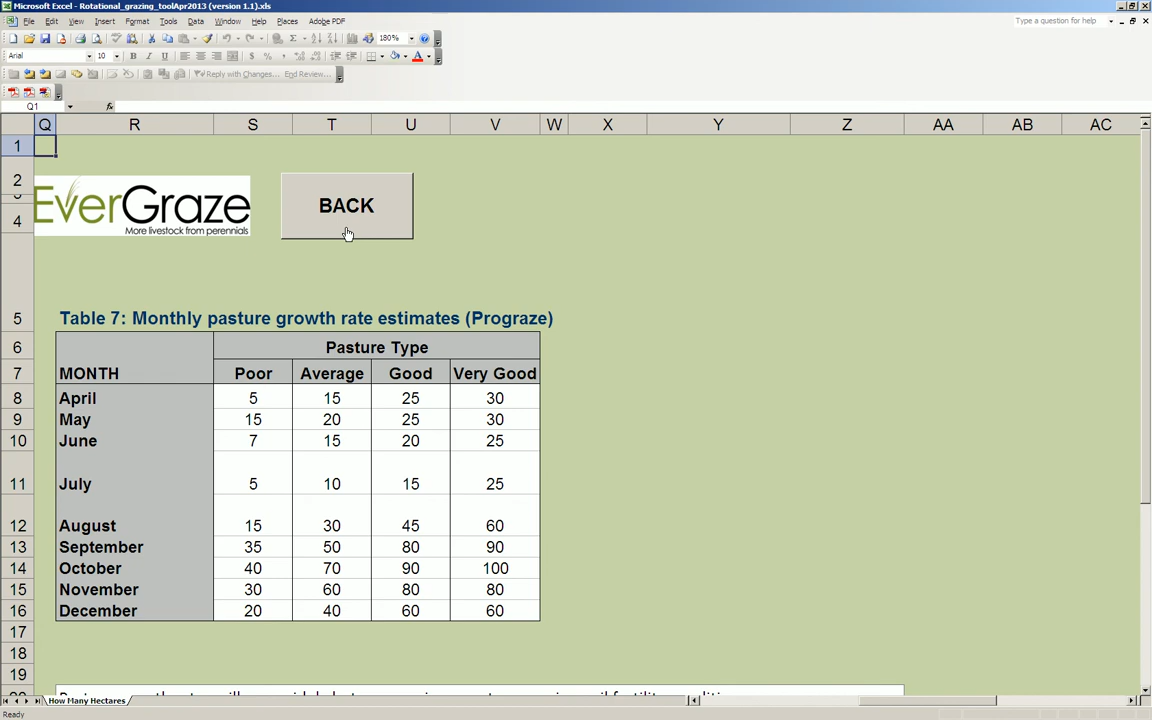 Microsoft Excel - Rotational_grazing_toolApr2013 (version 1.1).xls
File Edit View Insert Format Tools Data Window Help Places Adobe PDF Type a question for help
180%
Arial 10 B I U $ % ,
Reply with Changes... End Review...
Q1 fx
Q R S T U V W X Y Z AA AB AC
1
2
3
4
EverGraze
More livestock from perennials
BACK
5 Table 7: Monthly pasture growth rate estimates (Prograze)
6 Pasture Type
7 MONTH Poor Average Good Very Good
8 April 5 15 25 30
9 May 15 20 25 30
10 June 7 15 20 25
11 July 5 10 15 25
12 August 15 30 45 60
13 September 35 50 80 90
14 October 40 70 90 100
15 November 30 60 80 80
16 December 20 40 60 60
17
18
19
How Many Hectares
Ready